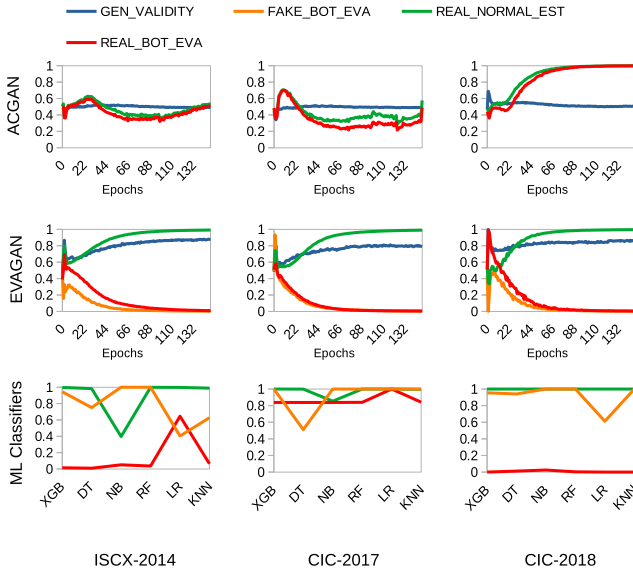 GEN_VALIDITY FAKE_BOT_EVA REAL_NORMAL_EST
REAL_BOT_EVA
ACGAN
1 0.8 0.6 0.4 0.2 0
0 22 44 66 88 110 132
Epochs
1 0.8 0.6 0.4 0.2 0
0 22 44 66 88 110 132
Epochs
1 0.8 0.6 0.4 0.2 0
0 22 44 66 88 110 132
Epochs
EVAGAN
1 0.8 0.6 0.4 0.2 0
0 22 44 66 88 110 132
Epochs
1 0.8 0.6 0.4 0.2 0
0 22 44 66 88 110 132
Epochs
1 0.8 0.6 0.4 0.2 0
0 22 44 66 88 110 132
Epochs
ML Classifiers
1 0.8 0.6 0.4 0.2 0
XGB DT NB RF LR KNN
1 0.8 0.6 0.4 0.2 0
XGB DT NB RF LR KNN
1 0.8 0.6 0.4 0.2 0
XGB DT NB RF LR KNN
ISCX-2014 CIC-2017 CIC-2018